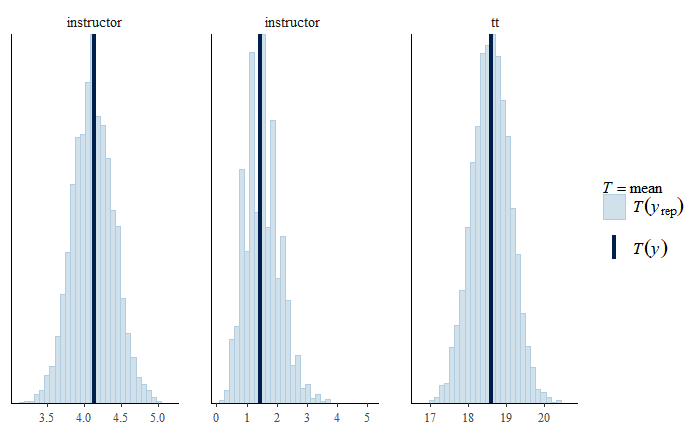 instructor
instructor
tt
T = mean
T(yrep)
T(y)
3.5 4.0 4.5 5.0
0 1 2 3 4 5
17 18 19 20